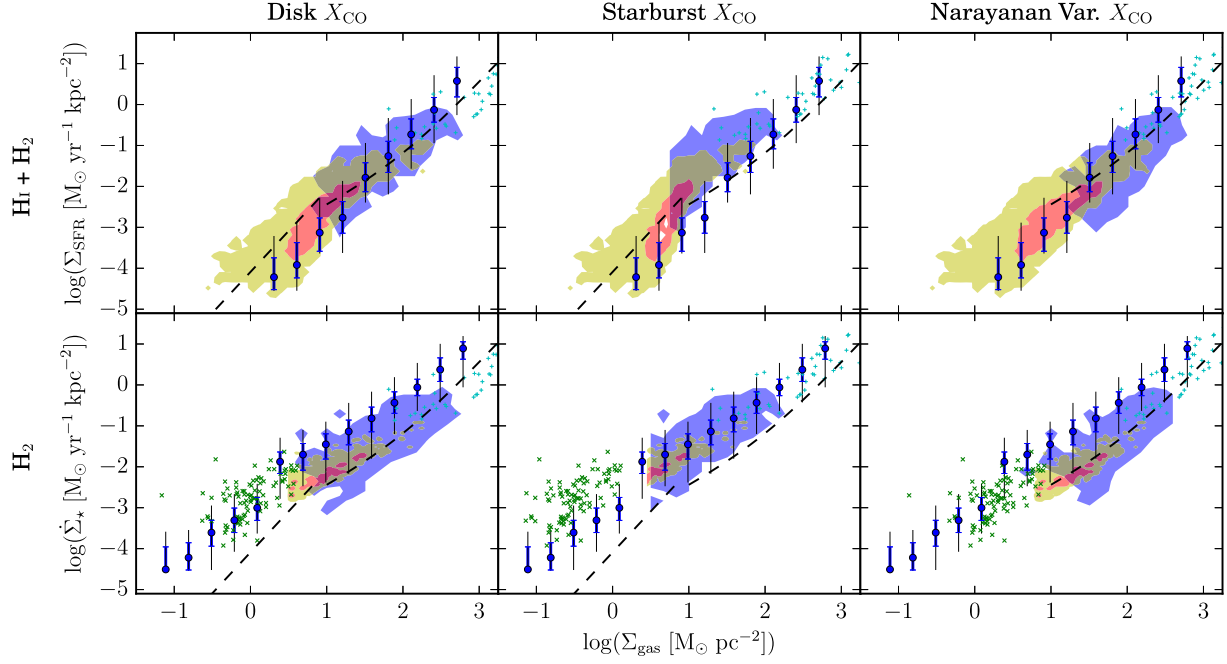 Disk X_CO Starburst X_CO Narayanan Var. X_CO
HI + H₂
log(Σ_SFR [M_⊙ yr⁻¹ kpc⁻²])
1
0
−1
−2
−3
−4
−5
H₂
log(Σ̇_⋆ [M_⊙ yr⁻¹ kpc⁻²])
1
0
−1
−2
−3
−4
−5
−1 0 1 2 3 −1 0 1 2 3 −1 0 1 2 3
log(Σ_gas [M_⊙ pc⁻²])